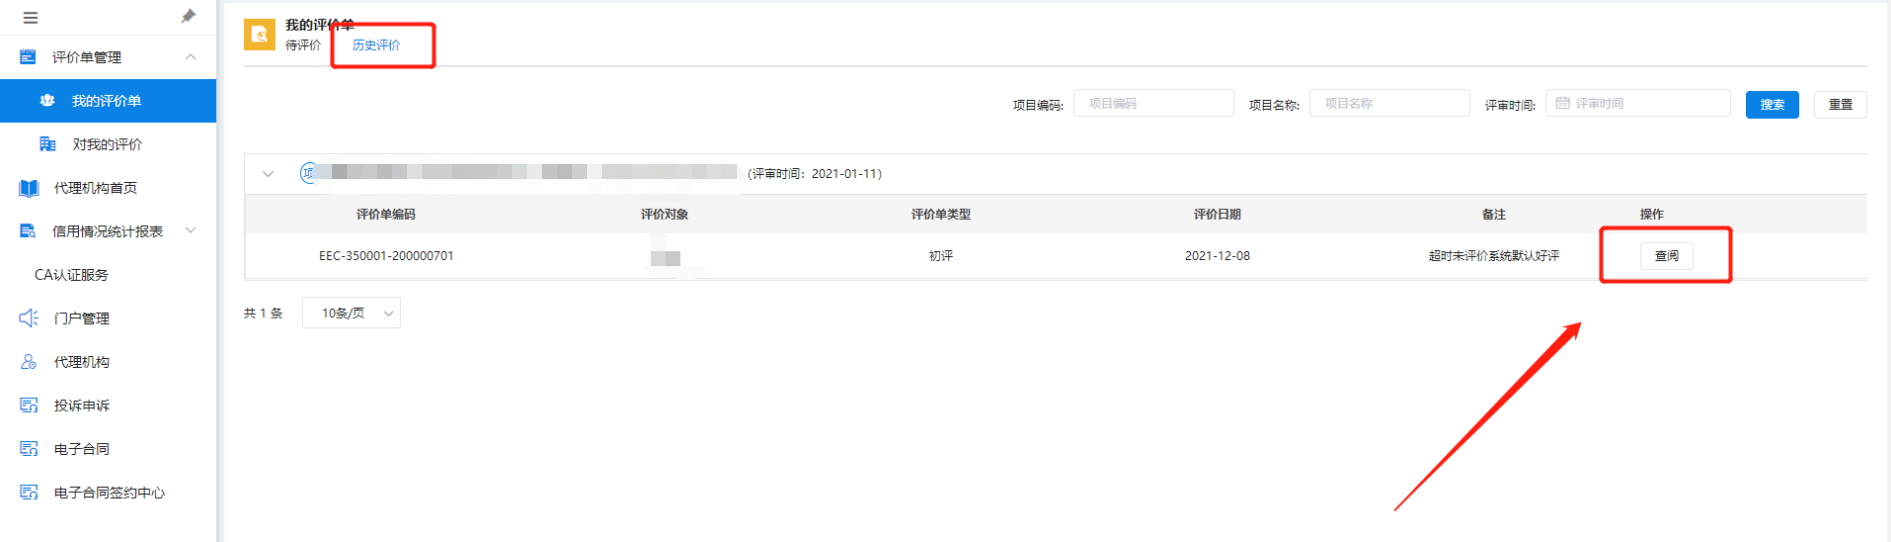 评价单管理
我的评价单
对我的评价
代理机构首页
信用情况统计报表
CA认证服务
门户管理
代理机构
投诉申诉
电子合同
电子合同签约中心
我的评价单
待评价 历史评价
项目编码: 项目编码 项目名称: 项目名称 评审时间: 评审时间 搜索 重置
项 (评审时间：2021-01-11)
评价单编码 评价对象 评价单类型 评价日期 备注 操作
EEC-350001-200000701 初评 2021-12-08 超时未评价系统默认好评 查阅
共 1 条 10条/页